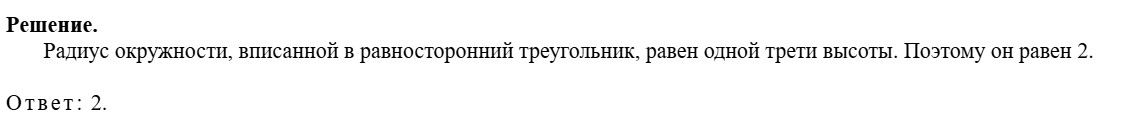 Решение.
Радиус окружности, вписанной в равносторонний треугольник, равен одной трети высоты. Поэтому он равен 2.
Ответ: 2.